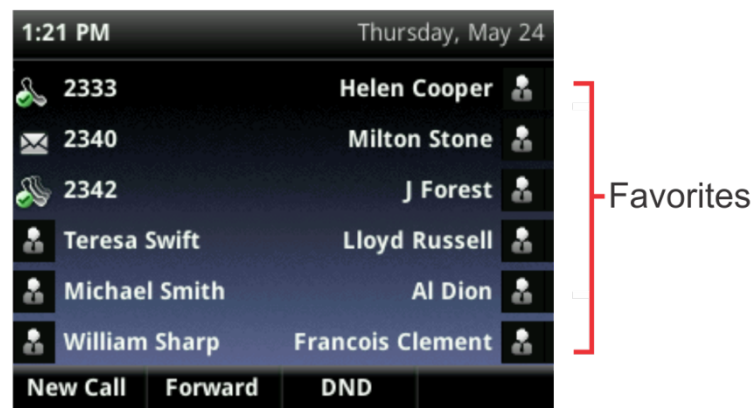 1:21 PM Thursday, May 24
2333 Helen Cooper
2340 Milton Stone
2342 J Forest
Teresa Swift Lloyd Russell
Michael Smith Al Dion
William Sharp Francois Clement
New Call Forward DND
Favorites